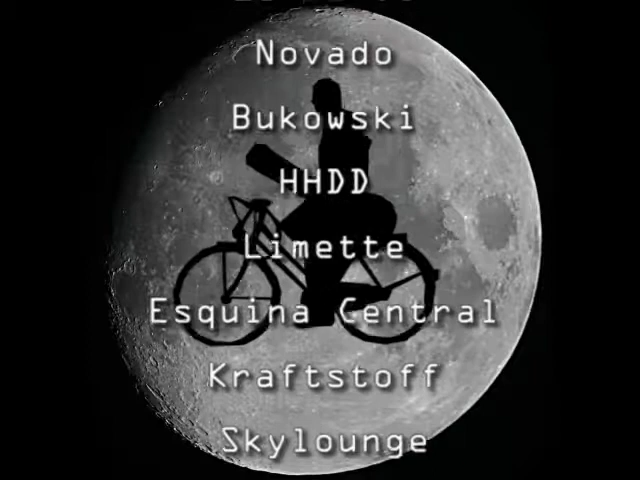 Novado
Bukowski
HHDD
Limette
Esquina Central
Kraftstoff
Skylounge